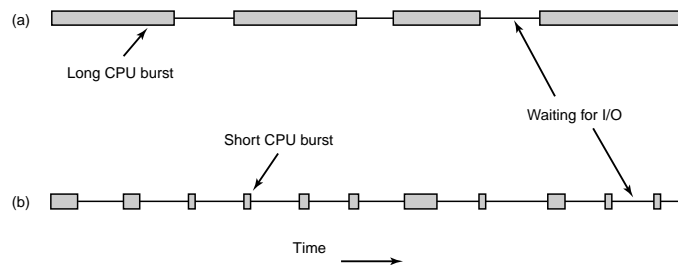 (a)
Long CPU burst
Waiting for I/O
Short CPU burst
(b)
Time